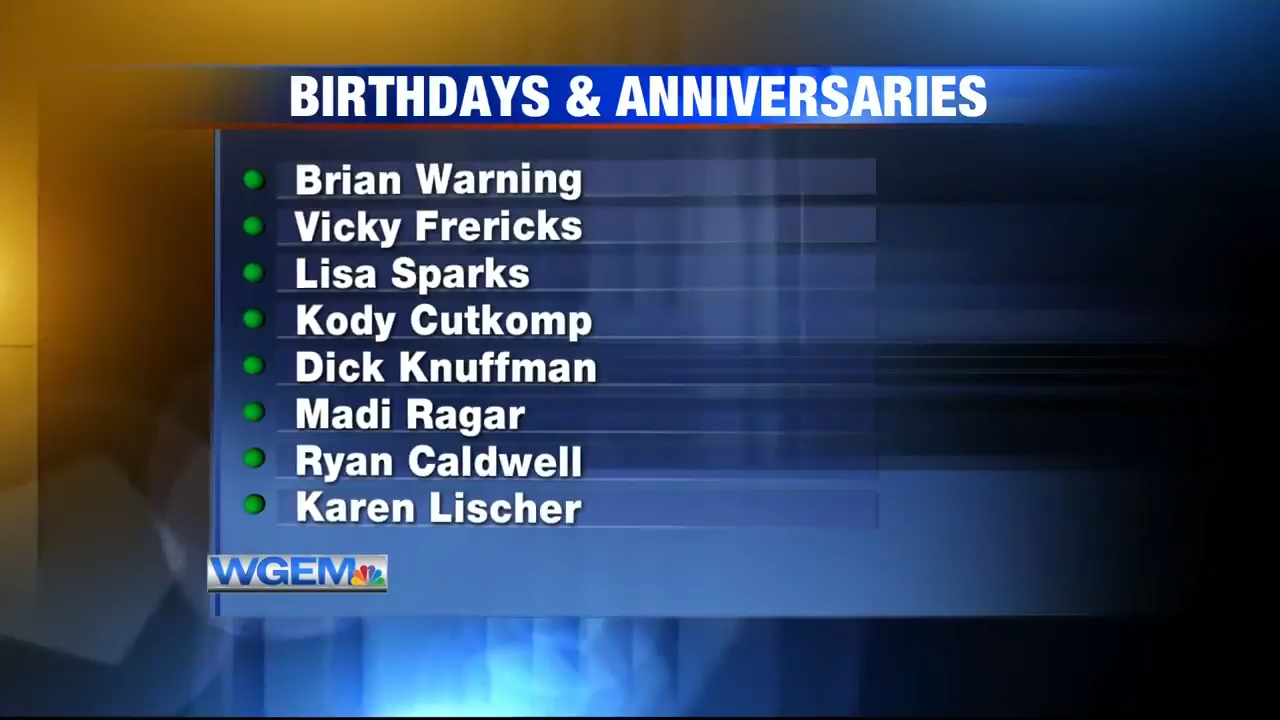 BIRTHDAYS & ANNIVERSARIES
Brian Warning
Vicky Frericks
Lisa Sparks
Kody Cutkomp
Dick Knuffman
Madi Ragar
Ryan Caldwell
Karen Lischer
WGEM